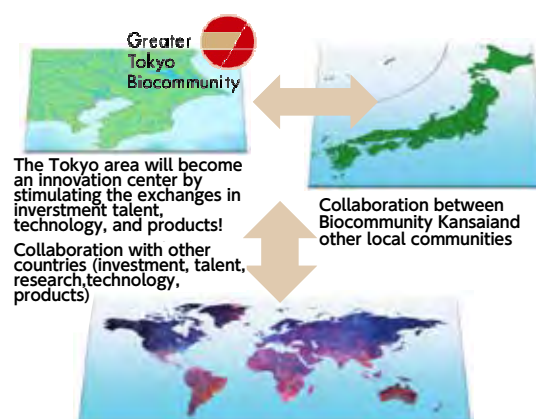 Greater
Tokyo
Biocommunity
The Tokyo area will become
an innovation center by
stimulating the exchanges in
inverstment talent,
technology, and products!
Collaboration with other
countries (investment, talent,
research,technology,
products)
Collaboration between
Biocommunity Kansaiand
other local communities